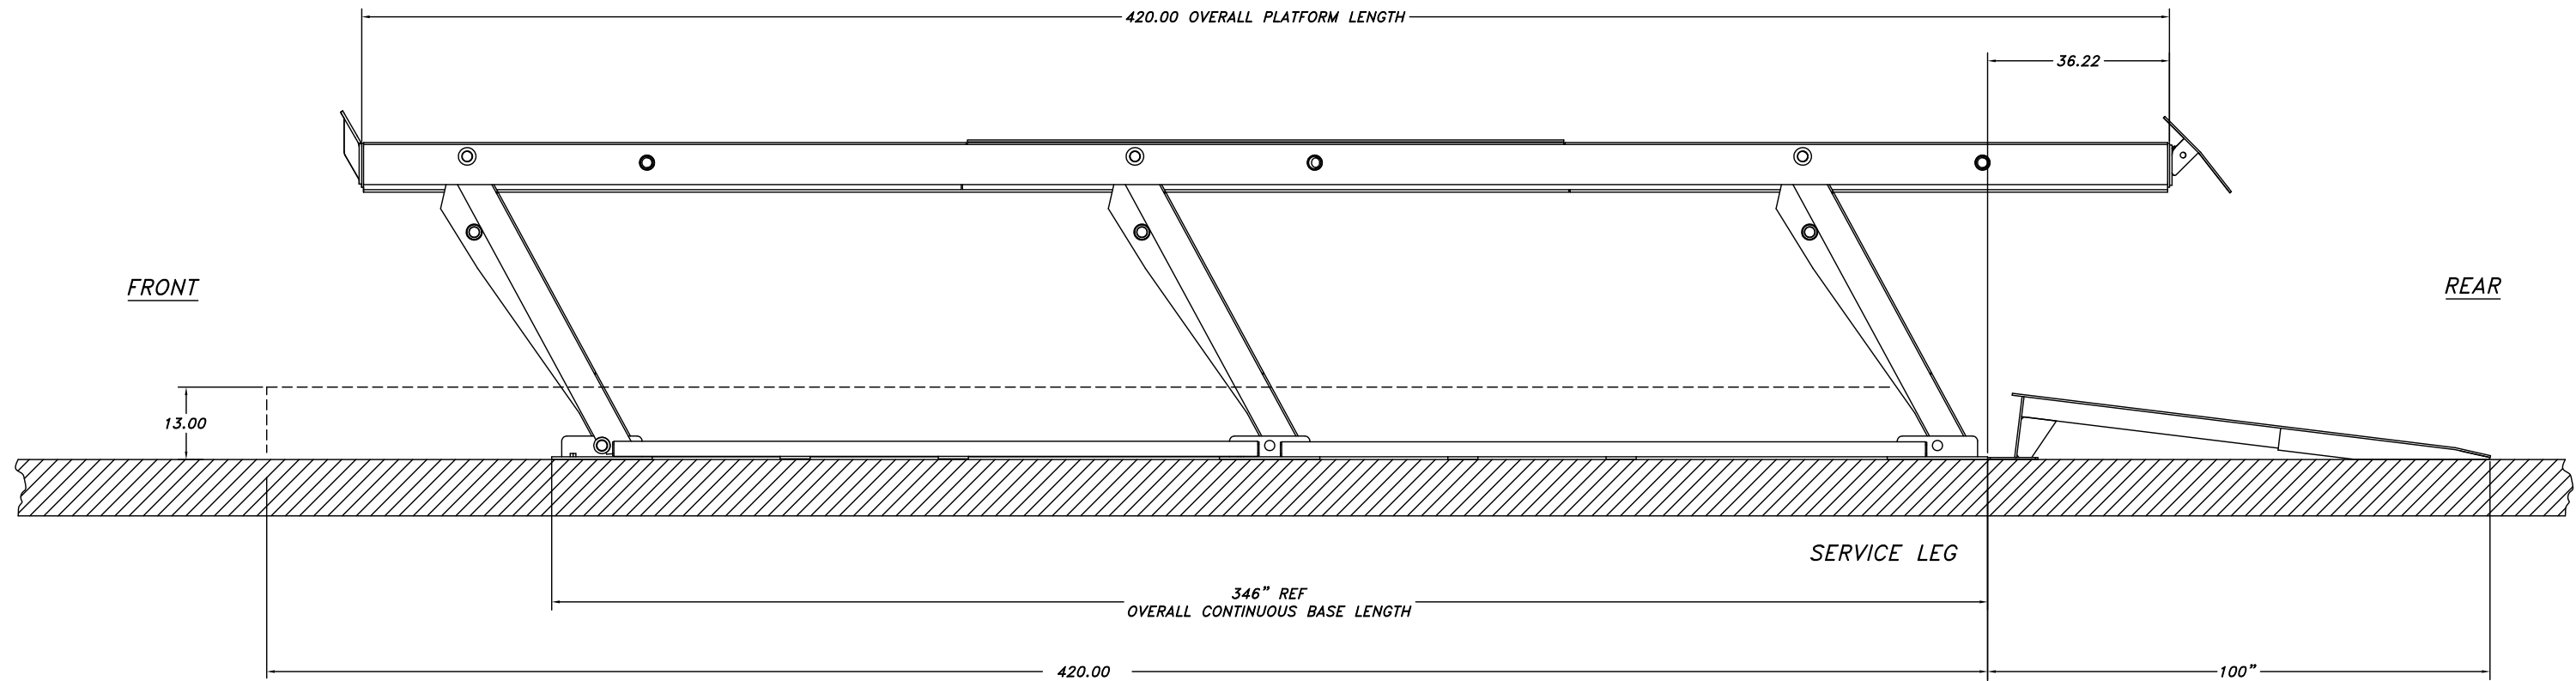 420.00 OVERALL PLATFORM LENGTH
36.22
FRONT
REAR
13.00
SERVICE LEG
346” REF
OVERALL CONTINUOUS BASE LENGTH
420.00
100”